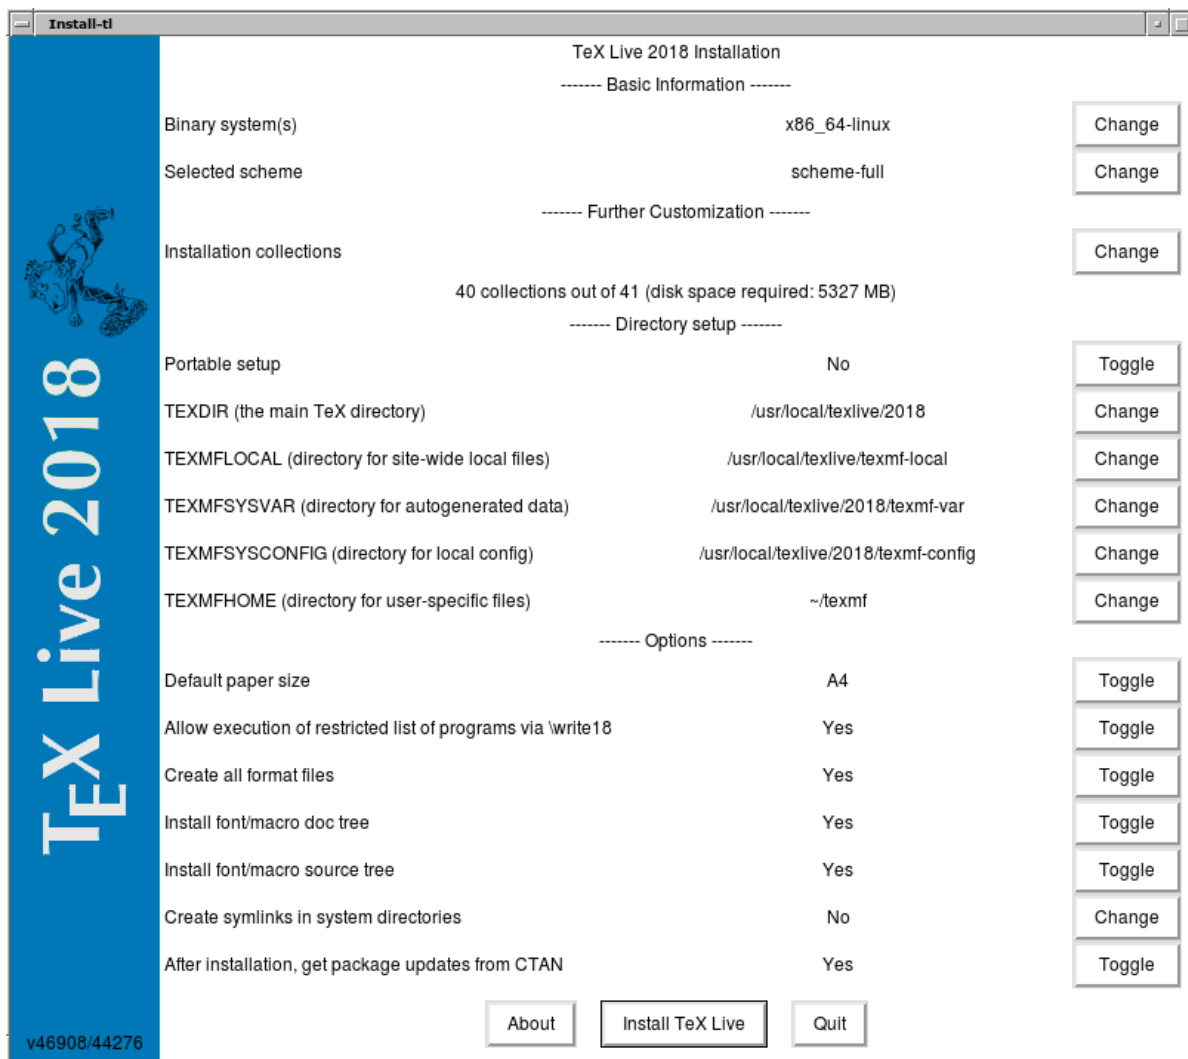 Install-tl
TeX Live 2018 Installation
------- Basic Information -------
Binary system(s) x86_64-linux Change
Selected scheme scheme-full Change
------- Further Customization -------
Installation collections Change
40 collections out of 41 (disk space required: 5327 MB)
------- Directory setup -------
Portable setup No Toggle
TEXDIR (the main TeX directory) /usr/local/texlive/2018 Change
TEXMFLOCAL (directory for site-wide local files) /usr/local/texlive/texmf-local Change
TEXMFSYSVAR (directory for autogenerated data) /usr/local/texlive/2018/texmf-var Change
TEXMFSYSCONFIG (directory for local config) /usr/local/texlive/2018/texmf-config Change
TEXMFHOME (directory for user-specific files) ~/texmf Change
------- Options -------
Default paper size A4 Toggle
Allow execution of restricted list of programs via \write18 Yes Toggle
Create all format files Yes Toggle
Install font/macro doc tree Yes Toggle
Install font/macro source tree Yes Toggle
Create symlinks in system directories No Change
After installation, get package updates from CTAN Yes Toggle
About Install TeX Live Quit
TEX Live 2018
v46908/44276